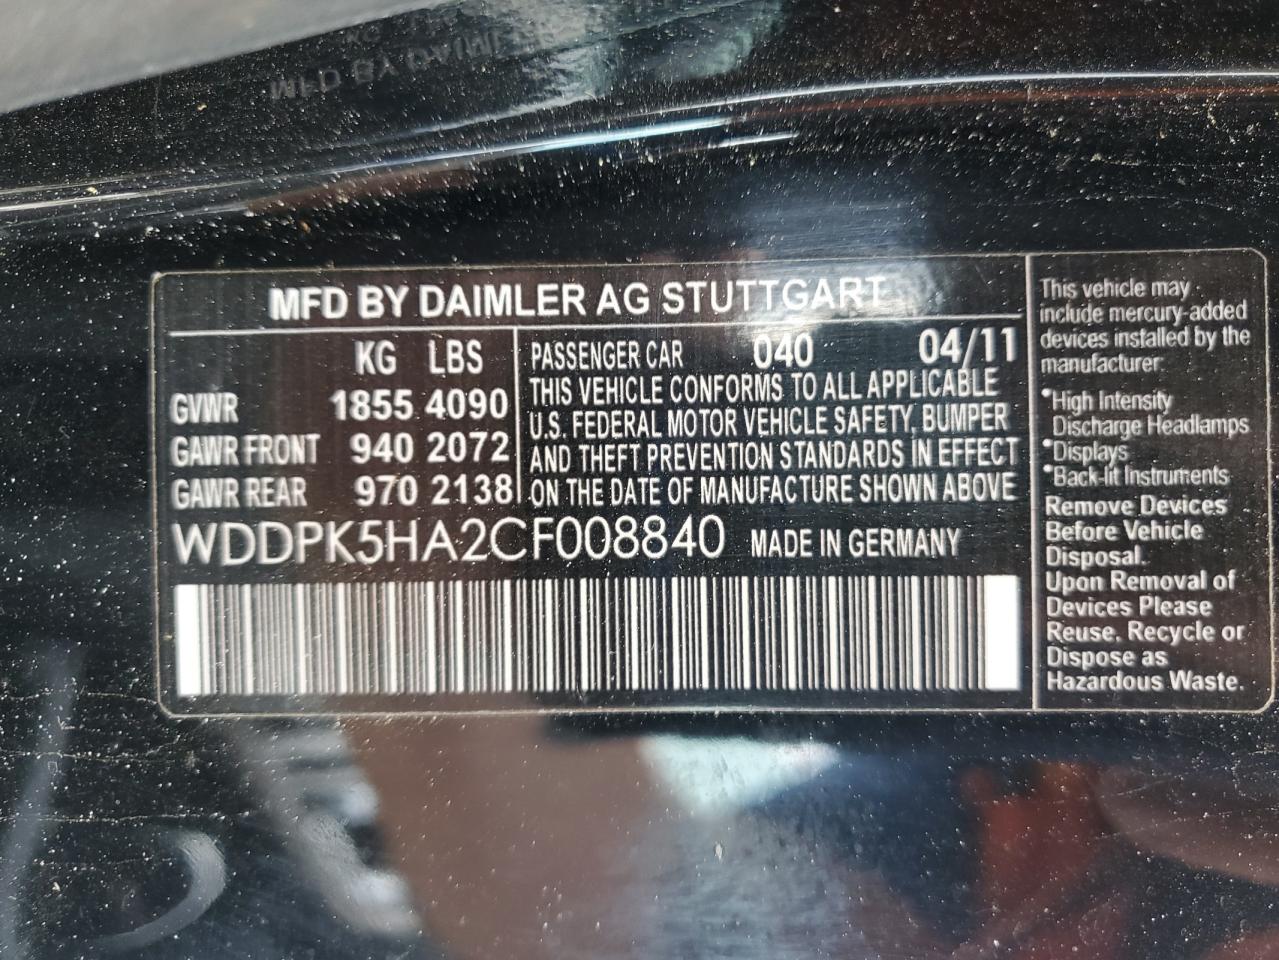 MFD BY DAIMLER AG STUTTGART
KG LBS
GVWR 1855 4090
GAWR FRONT 940 2072
GAWR REAR 970 2138
PASSENGER CAR 040 04/11
THIS VEHICLE CONFORMS TO ALL APPLICABLE
U.S. FEDERAL MOTOR VEHICLE SAFETY, BUMPER
AND THEFT PREVENTION STANDARDS IN EFFECT
ON THE DATE OF MANUFACTURE SHOWN ABOVE
WDDPK5HA2CF008840 MADE IN GERMANY
This vehicle may
include mercury-added
devices installed by the
manufacturer:
*High Intensity
Discharge Headlamps
*Displays
*Back-lit Instruments
Remove Devices
Before Vehicle
Disposal.
Upon Removal of
Devices Please
Reuse, Recycle or
Dispose as
Hazardous Waste.